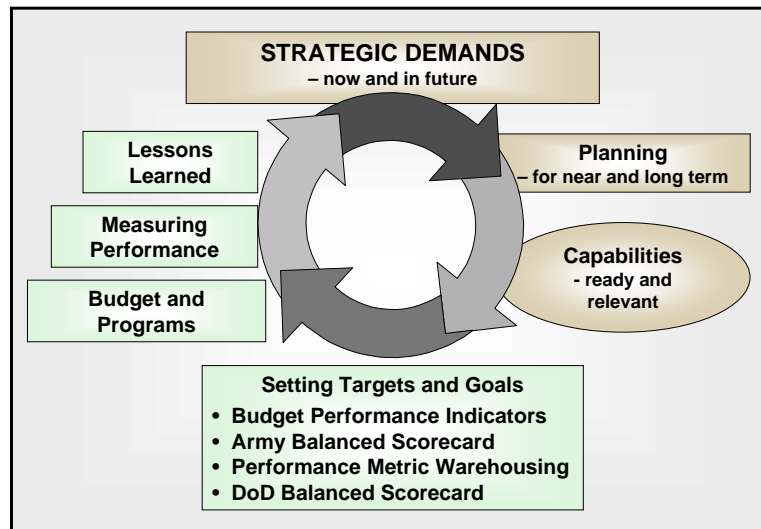 STRATEGIC DEMANDS
– now and in future
Lessons
Learned
Planning
– for near and long term
Measuring
Performance
Capabilities
- ready and
relevant
Budget and
Programs
Setting Targets and Goals
• Budget Performance Indicators
• Army Balanced Scorecard
• Performance Metric Warehousing
• DoD Balanced Scorecard